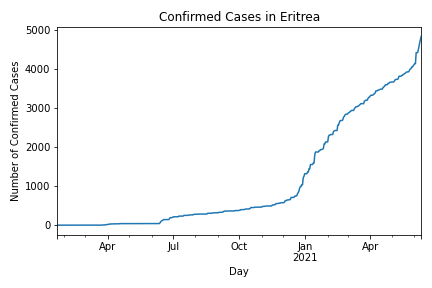 Confirmed Cases in Eritrea
5000
4000
3000
2000
1000
0
Number of Confirmed Cases
Apr Jul Oct Jan Apr
2021
Day